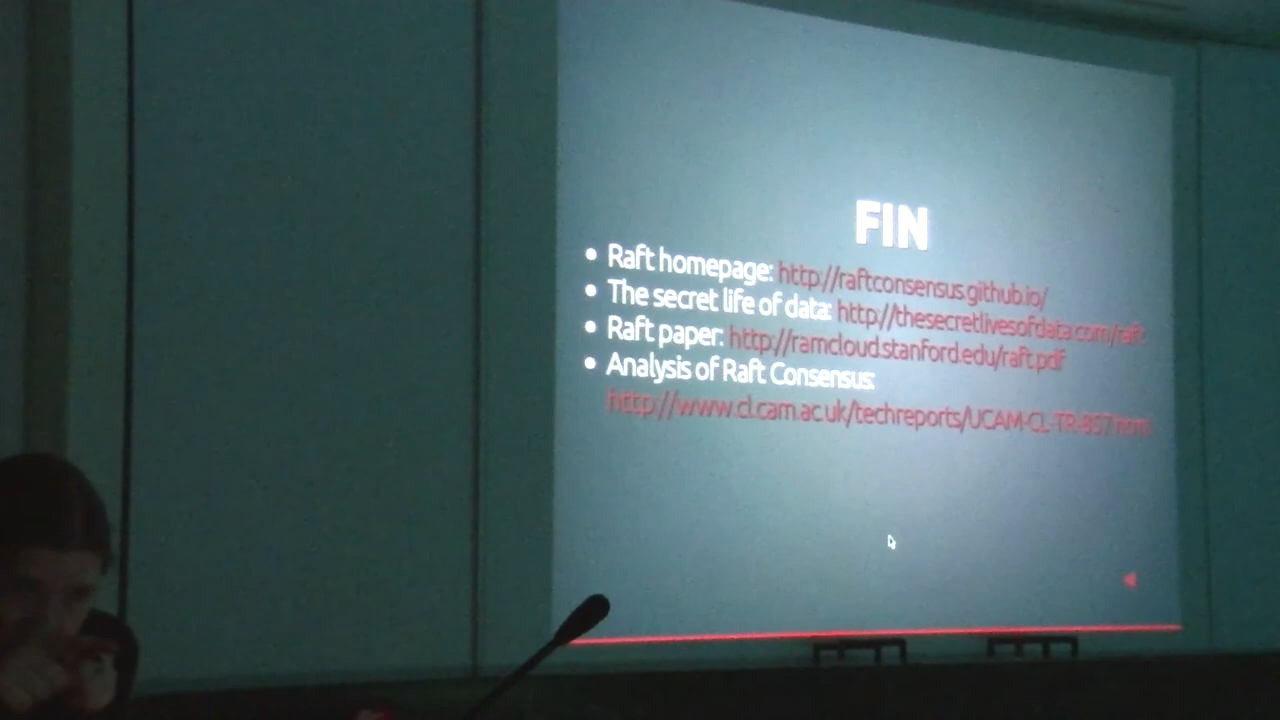 FIN
• Raft homepage: http://raftconsensus.github.io/
• The secret life of data: http://thesecretlivesofdata.com/raft
• Raft paper: http://ramcloud.stanford.edu/raft.pdf
• Analysis of Raft Consensus:
http://www.cl.cam.ac.uk/techreports/UCAM-CL-TR-857.html